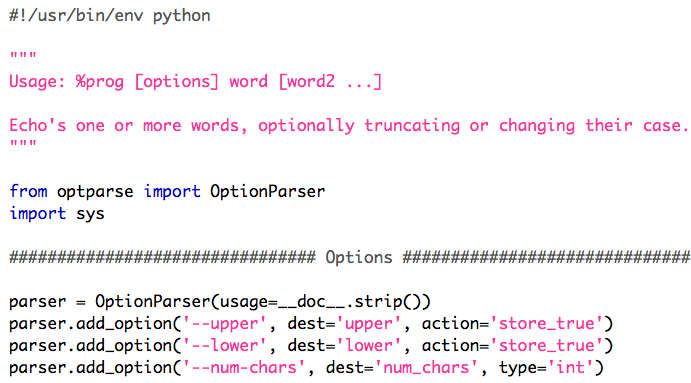 #!/usr/bin/env python
"""
Usage: %prog [options] word [word2 ...]
Echo's one or more words, optionally truncating or changing their case.
"""
from optparse import OptionParser
import sys
################################ Options ##############################
parser = OptionParser(usage=__doc__.strip())
parser.add_option('--upper', dest='upper', action='store_true')
parser.add_option('--lower', dest='lower', action='store_true')
parser.add_option('--num-chars', dest='num_chars', type='int')